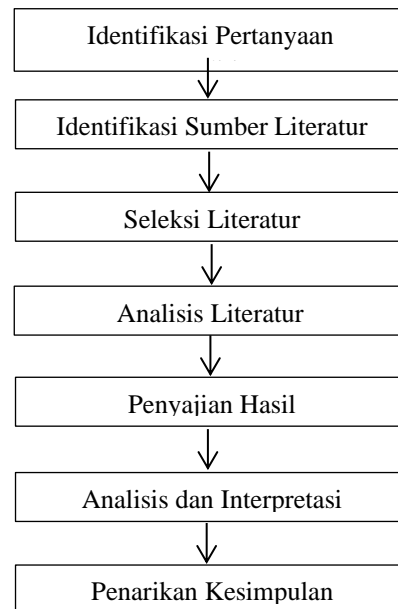 Identifikasi Pertanyaan
Identifikasi Sumber Literatur
Seleksi Literatur
Analisis Literatur
Penyajian Hasil
Analisis dan Interpretasi
Penarikan Kesimpulan